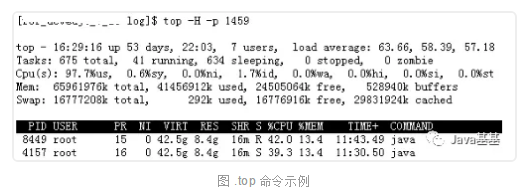 log]$ top -H -p 1459
top - 16:29:16 up 53 days, 22:03, 7 users, load average: 63.66, 58.39, 57.18
Tasks: 675 total, 41 running, 634 sleeping, 0 stopped, 0 zombie
Cpu(s): 97.7%us, 0.6%sy, 0.0%ni, 1.7%id, 0.0%wa, 0.0%hi, 0.0%si, 0.0%st
Mem: 65961976k total, 41456912k used, 24505064k free, 528940k buffers
Swap: 16777208k total, 292k used, 16776916k free, 29831924k cached
PID USER PR NI VIRT RES SHR S %CPU %MEM TIME+ COMMAND
8449 root 15 0 42.5g 8.4g 16m R 42.0 13.4 11:43.49 java
4157 root 16 0 42.5g 8.4g 16m S 39.3 13.4 11:30.50 java
Java基基
图 .top 命令示例